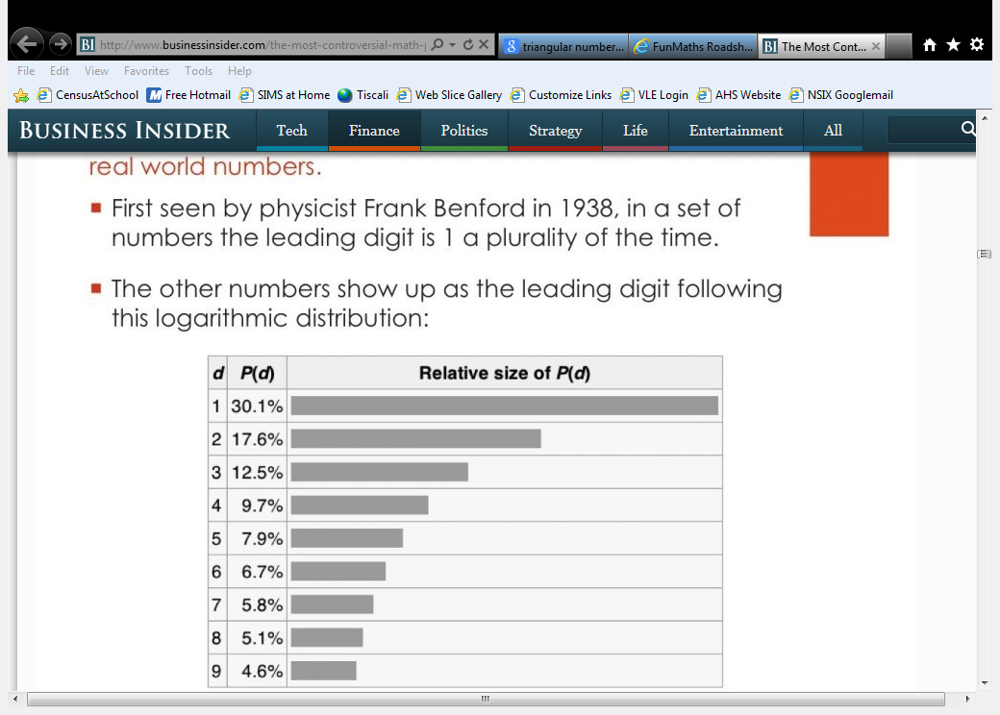 BI http://www.businessinsider.com/the-most-controversial-math-
8 triangular number...
FunMaths Roadsh...
BI The Most Cont...
File Edit View Favorites Tools Help
CensusAtSchool M Free Hotmail SIMS at Home Tiscali Web Slice Gallery Customize Links VLE Login AHS Website NSIX Googlemail
BUSINESS INSIDER Tech Finance Politics Strategy Life Entertainment All
real world numbers.
First seen by physicist Frank Benford in 1938, in a set of
numbers the leading digit is 1 a plurality of the time.
The other numbers show up as the leading digit following
this logarithmic distribution:
d P(d) Relative size of P(d)
1 30.1%
2 17.6%
3 12.5%
4 9.7%
5 7.9%
6 6.7%
7 5.8%
8 5.1%
9 4.6%